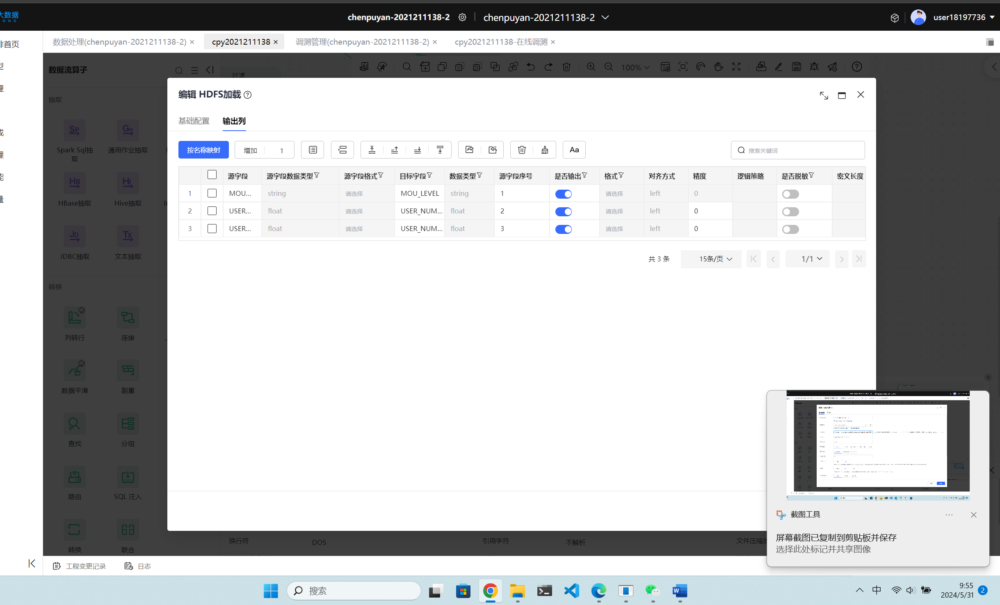 大数据
ONG
chenpuyan-2021211138-2
chenpuyan-2021211138-2
user18197736
数据处理(chenpuyan-2021211138-2) ×
cpy2021211138 ×
调测管理(chenpuyan-2021211138-2) ×
cpy2021211138-在线调测 ×
首页
型
理
理
能
量
数据流算子
过滤
100%
抽取
Spark Sql抽取
通用作业抽取
HBase抽取
Hive抽取
JDBC抽取
文本抽取
转换
列转行
连接
数据平滑
剔重
查找
分组
路由
SQL 注入
转换
联合
编辑 HDFS加载
基础配置
输出列
按名称映射
增加
1
Aa
搜索关键词
源字段 源字段数据类型 源字段格式 目标字段 数据类型 源字段序号 是否输出 格式 对齐方式 精度 逻辑策略 是否脱敏 密文长度
1 MOU... string 请选择 MOU_LEVEL string 1 请选择 left 0
2 USER... float 请选择 USER_NUM... float 2 请选择 left 0
3 USER... float 请选择 USER_NUM... float 3 请选择 left 0
共 3 条
15条/页
1/1
换行符
DOS
引用字符
不解析
文件压缩
截图工具
屏幕截图已复制到剪贴板并保存
选择此处标记并共享图像
工程变更记录
日志
搜索
中
9:55
2024/5/31
2